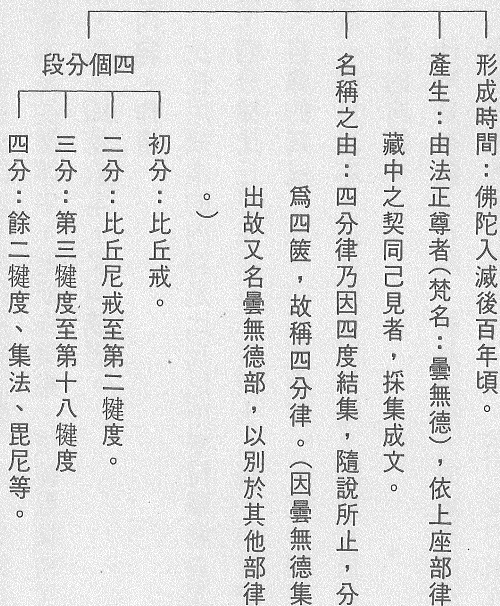 形成時間：佛陀入滅後百年頃。
產生：由法正尊者（梵名：曇無德），依上座部律
藏中之契同己見者，採集成文。
名稱之由：四分律乃因四度結集，隨說所止，分
為四篋，故稱四分律。（因曇無德集
出故又名曇無德部，以別於其他部律
。）
四個分段
初分：比丘戒。
二分：比丘尼戒至第二犍度。
三分：第三犍度至第十八犍度
四分：餘二犍度、集法、毘尼等。